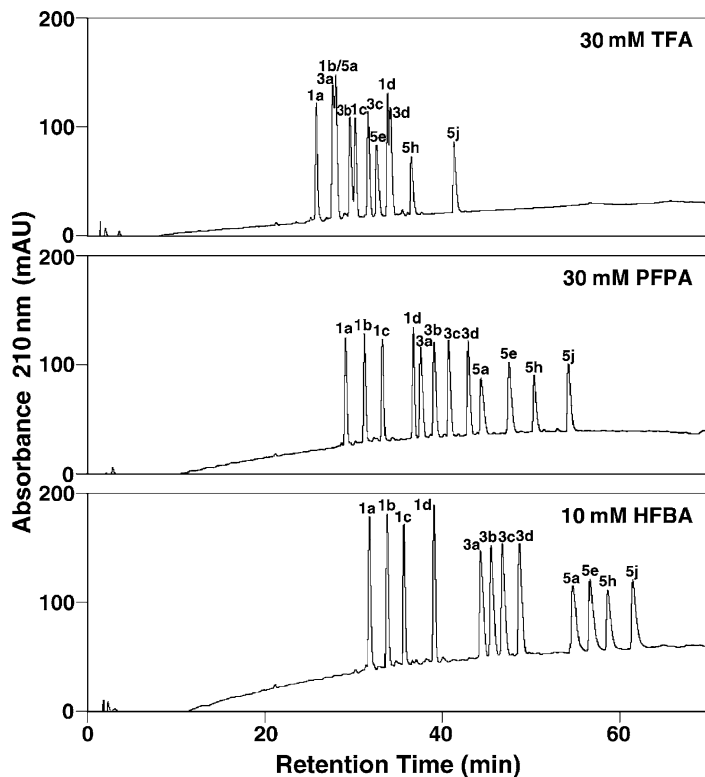 200
30 mM TFA
1b/5a
3a
1d
1a
3b
1c
3c
3d
5e
5h
5j
100
0
200
30 mM PFPA
1a
1b
1c
1d
3a
3b
3c
3d
5a
5e
5h
5j
100
0
200
10 mM HFBA
1a
1b
1c
1d
3a
3b
3c
3d
5a
5e
5h
5j
100
0
0
20
40
60
Absorbance 210 nm (mAU)
Retention Time (min)